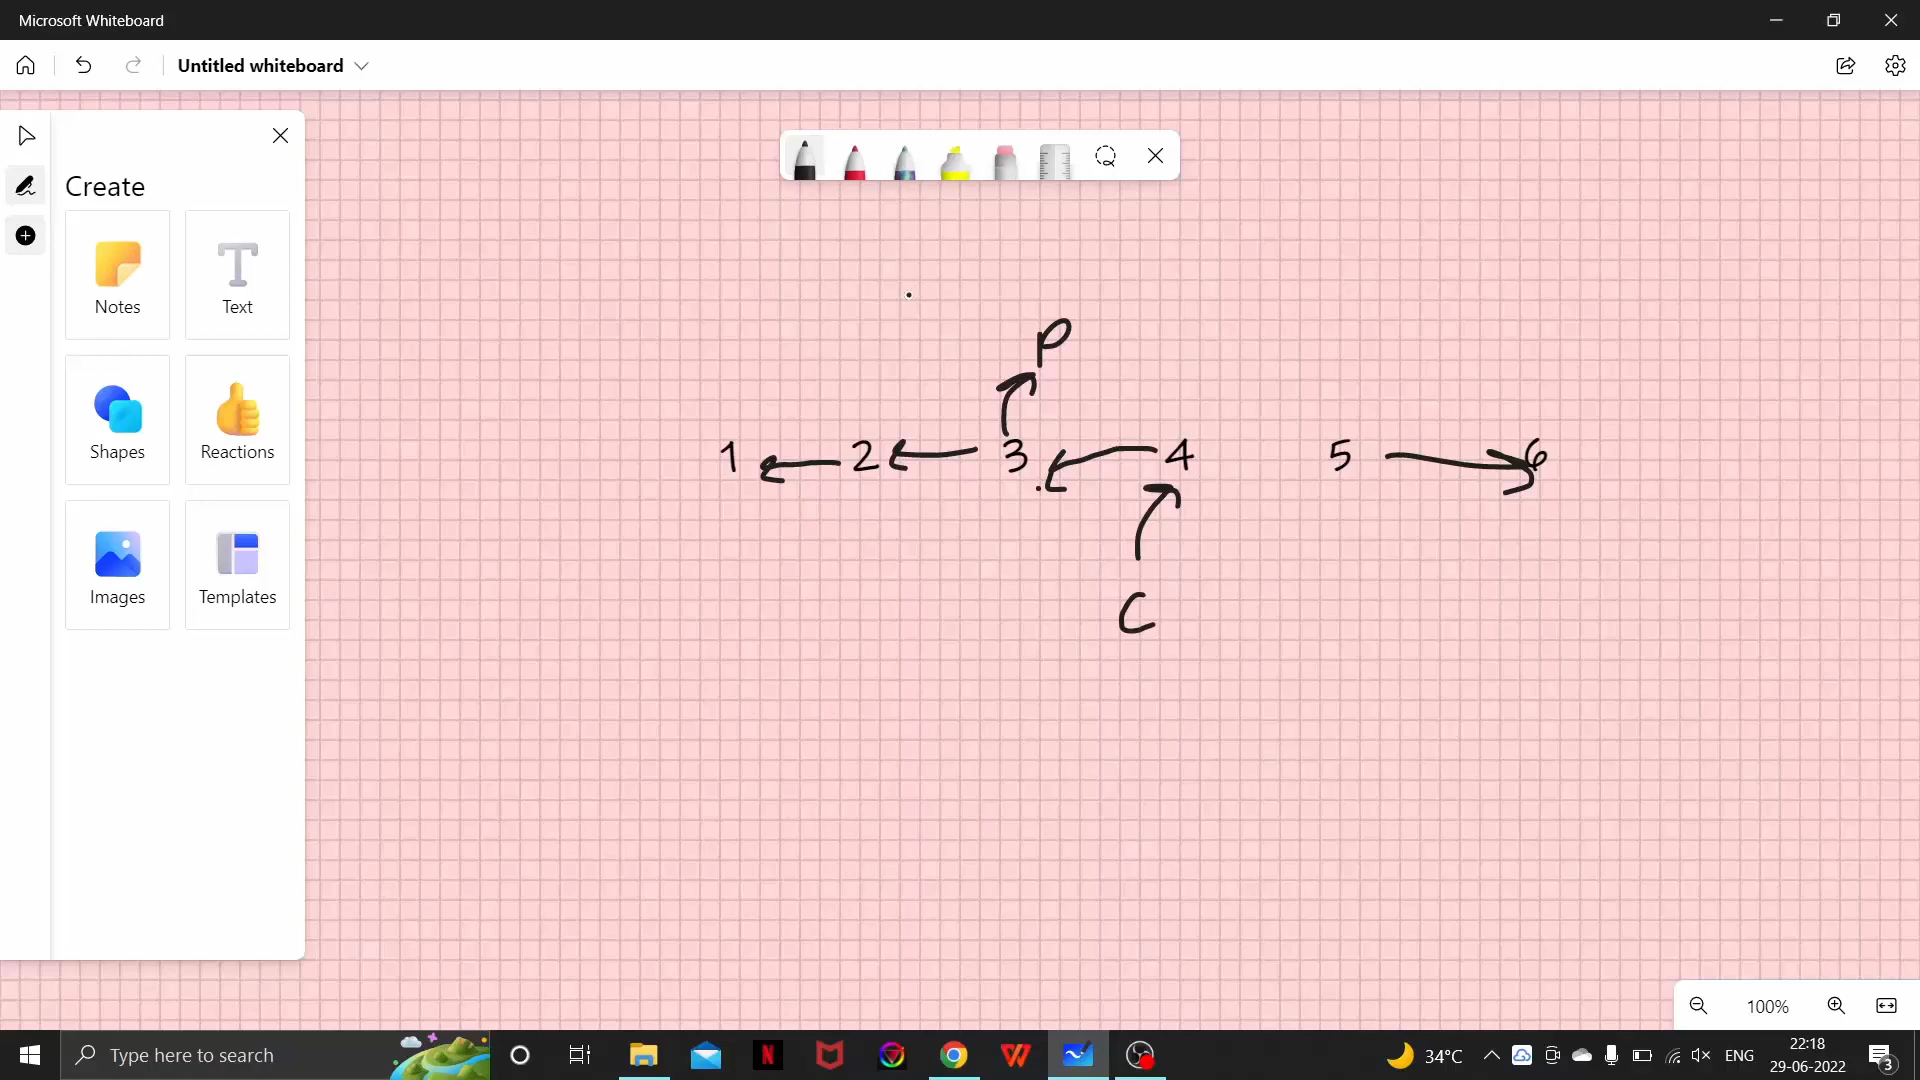 Microsoft Whiteboard
Untitled whiteboard
Create
Notes
Text
Shapes
Reactions
Images
Templates
P
1 2 3 4 5 6
C
100%
Type here to search
34°C
ENG
22:18
29-06-2022
3